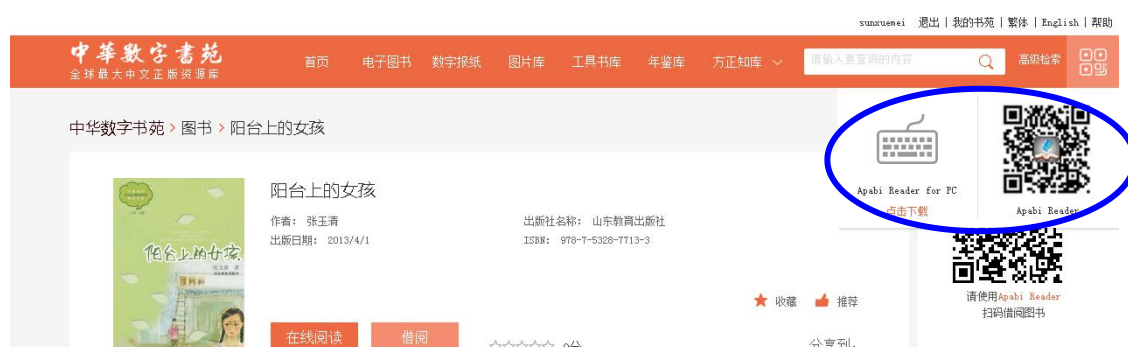 sunxuemei 退出 | 我的书苑 | 繁体 | English | 帮助
中华数字書苑
全球最大中文正版资源库
首页 电子图书 数字报纸 图片库 工具书库 年鉴库 方正知库 请输入要查询的内容 高级检索
中华数字书苑 > 图书 > 阳台上的女孩
Apabi Reader for PC
点击下载
Apabi Reader
阳台上的女孩
作者: 张玉清 出版社名称: 山东教育出版社
出版日期: 2013/4/1 ISBN: 978-7-5328-7713-3
阳台上的女孩
收藏 推荐
请使用Apabi Reader
扫码借阅图书
在线阅读 借阅 0分 分享到: